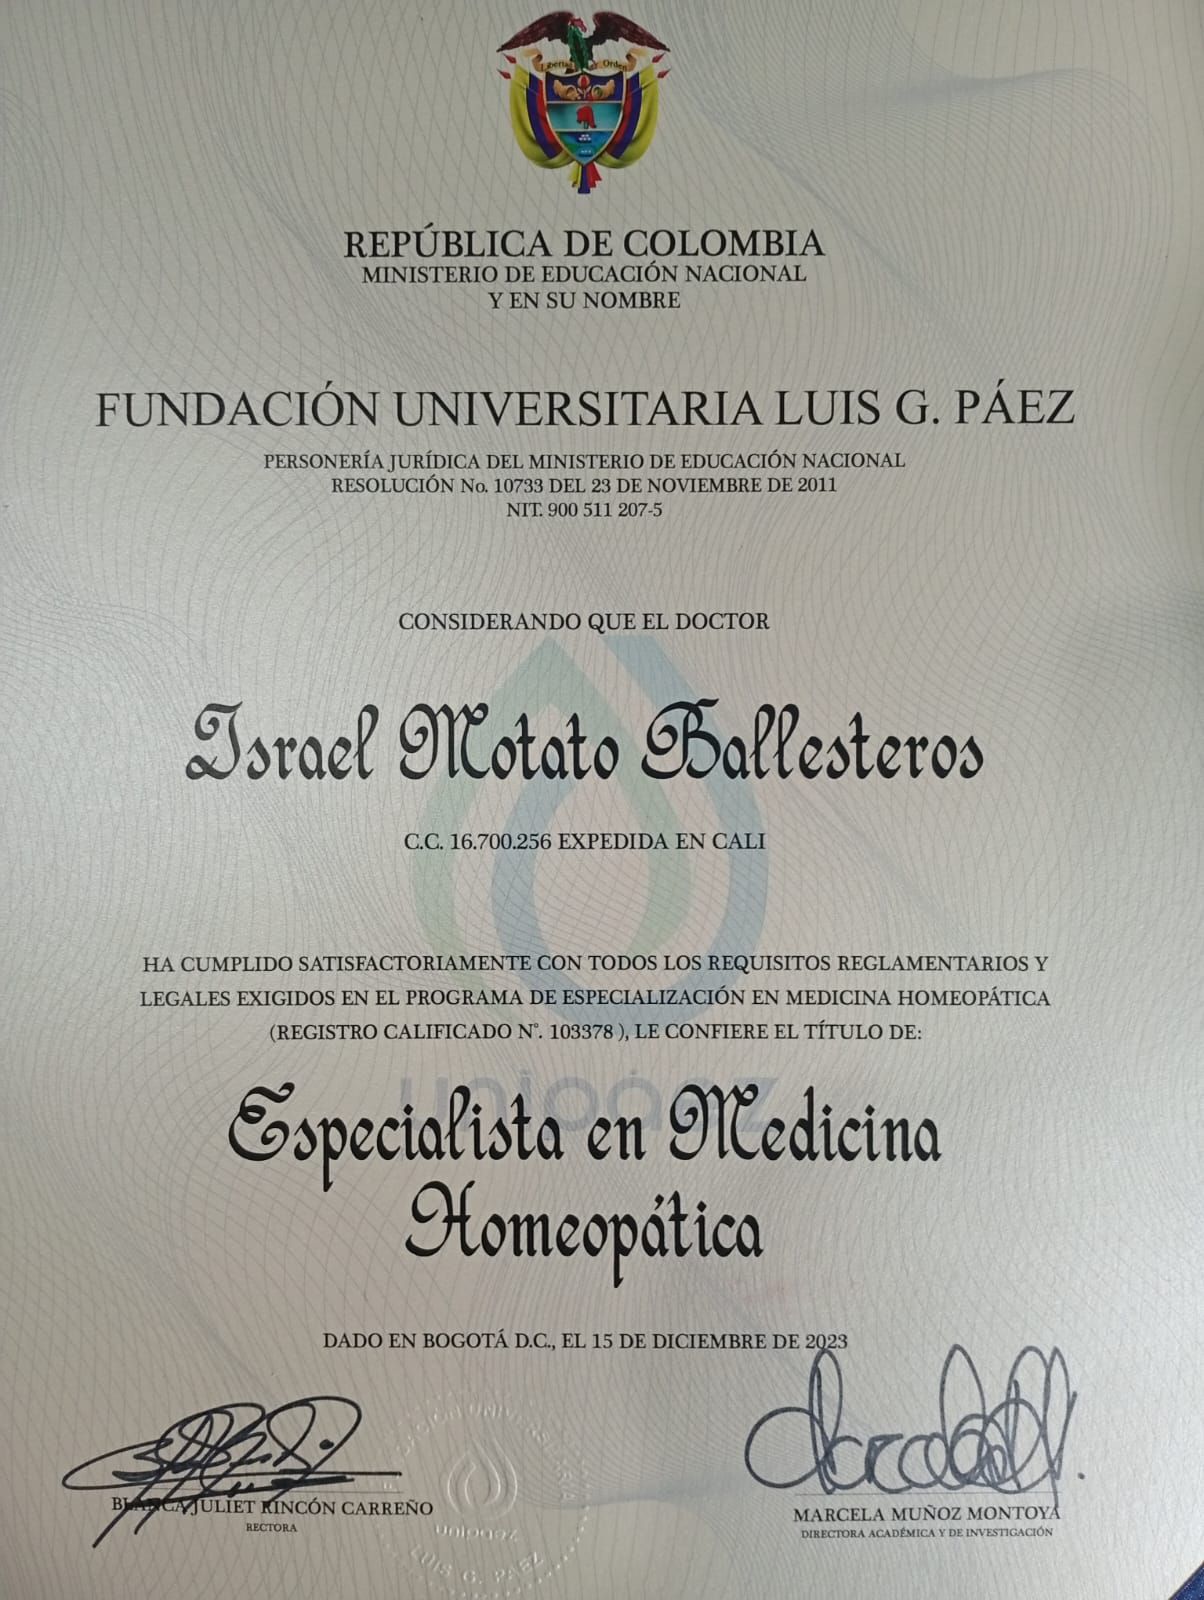 Libertad y Orden
REPÚBLICA DE COLOMBIA
MINISTERIO DE EDUCACIÓN NACIONAL
Y EN SU NOMBRE
FUNDACIÓN UNIVERSITARIA LUIS G. PÁEZ
PERSONERÍA JURÍDICA DEL MINISTERIO DE EDUCACIÓN NACIONAL
RESOLUCIÓN No. 10733 DEL 23 DE NOVIEMBRE DE 2011
NIT. 900 511 207-5
CONSIDERANDO QUE EL DOCTOR
Israel Motato Ballesteros
C.C. 16.700.256 EXPEDIDA EN CALI
HA CUMPLIDO SATISFACTORIAMENTE CON TODOS LOS REQUISITOS REGLAMENTARIOS Y
LEGALES EXIGIDOS EN EL PROGRAMA DE ESPECIALIZACIÓN EN MEDICINA HOMEOPÁTICA
(REGISTRO CALIFICADO N°. 103378 ), LE CONFIERE EL TÍTULO DE:
unipáez
Especialista en Medicina
Homeopática
DADO EN BOGOTÁ D.C., EL 15 DE DICIEMBRE DE 2023
BLANCA JULIET RINCÓN CARREÑO
RECTORA
unipaez
LUIS G. PÁEZ
MARCELA MUÑOZ MONTOYA
DIRECTORA ACADÉMICA Y DE INVESTIGACIÓN